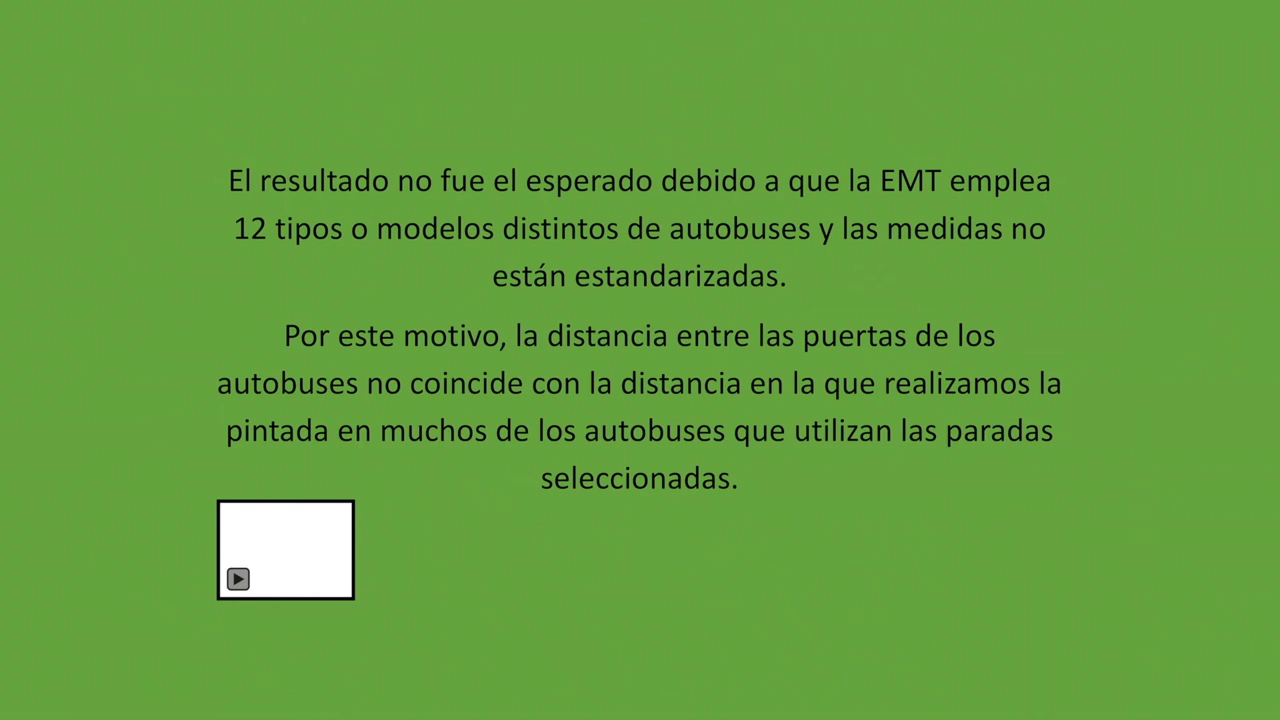 El resultado no fue el esperado debido a que la EMT emplea
12 tipos o modelos distintos de autobuses y las medidas no
están estandarizadas.
Por este motivo, la distancia entre las puertas de los
autobuses no coincide con la distancia en la que realizamos la
pintada en muchos de los autobuses que utilizan las paradas
seleccionadas.